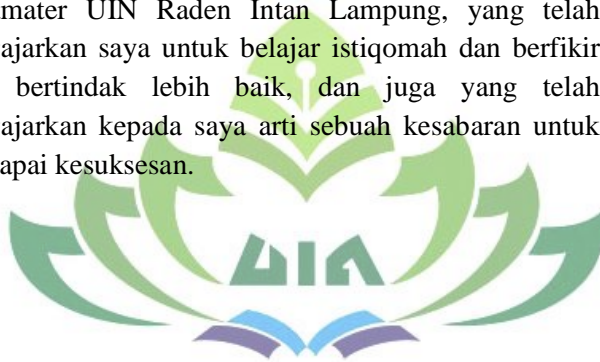 mater UIN Raden Intan Lampung, yang telah
ajarkan saya untuk belajar istiqomah dan berfikir
bertindak lebih baik, dan juga yang telah
ajarkan kepada saya arti sebuah kesabaran untuk
apai kesuksesan.
UIN